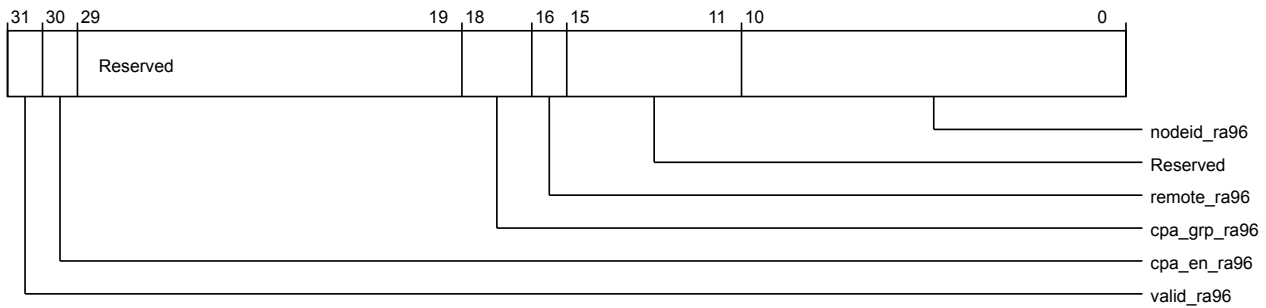 31 30 29 19 18 16 15 11 10 0
Reserved
nodeid_ra96
Reserved
remote_ra96
cpa_grp_ra96
cpa_en_ra96
valid_ra96